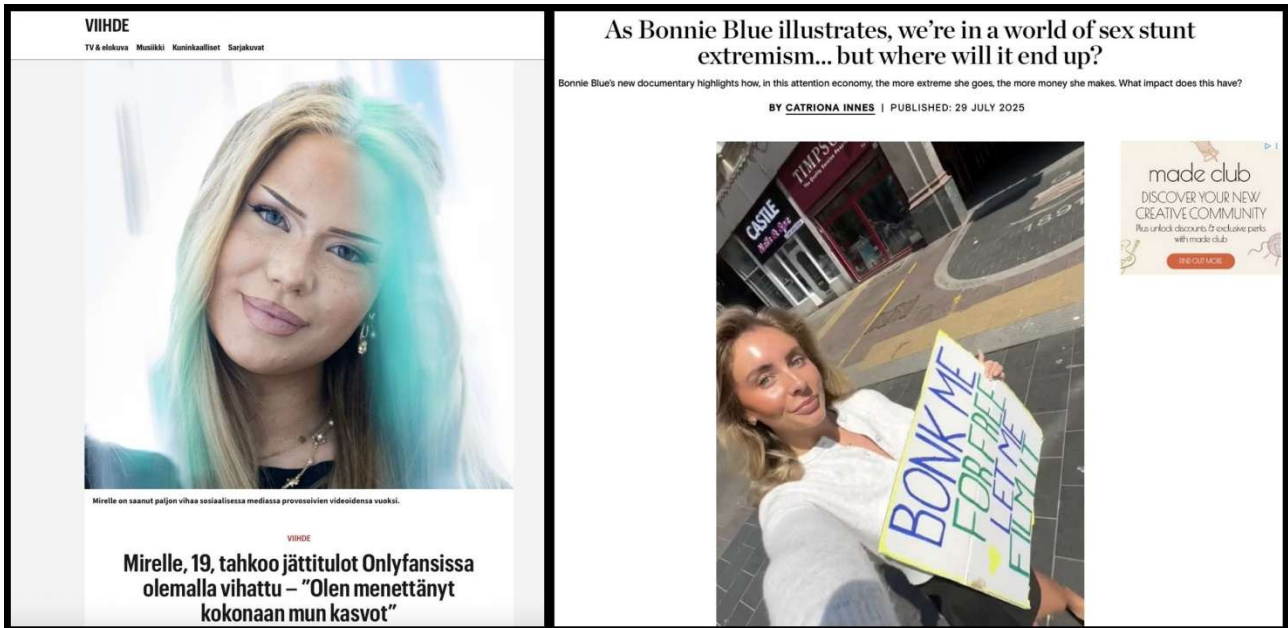 VIIHDE
TV & elokuva Musiikki Kuninkaalliset Sarjakuvat
Mirelle on saanut paljon vihaa sosiaalisessa mediassa provosoivien videoidensa vuoksi.
VIIHDE
Mirelle, 19, tahkoo jättitulot Onlyfansissa
olemalla vihattu – ”Olen menettänyt
kokonaan mun kasvot”
As Bonnie Blue illustrates, we’re in a world of sex stunt
extremism... but where will it end up?
Bonnie Blue's new documentary highlights how, in this attention economy, the more extreme she goes, the more money she makes. What impact does this have?
BY CATRIONA INNES | PUBLISHED: 29 JULY 2025
CASTLE
Nails & Spa
BONK ME
FOR FREE
LET ME
FILM IT
made club
DISCOVER YOUR NEW
CREATIVE COMMUNITY
Plus unlock discounts & exclusive perks
with made club
FIND OUT MORE